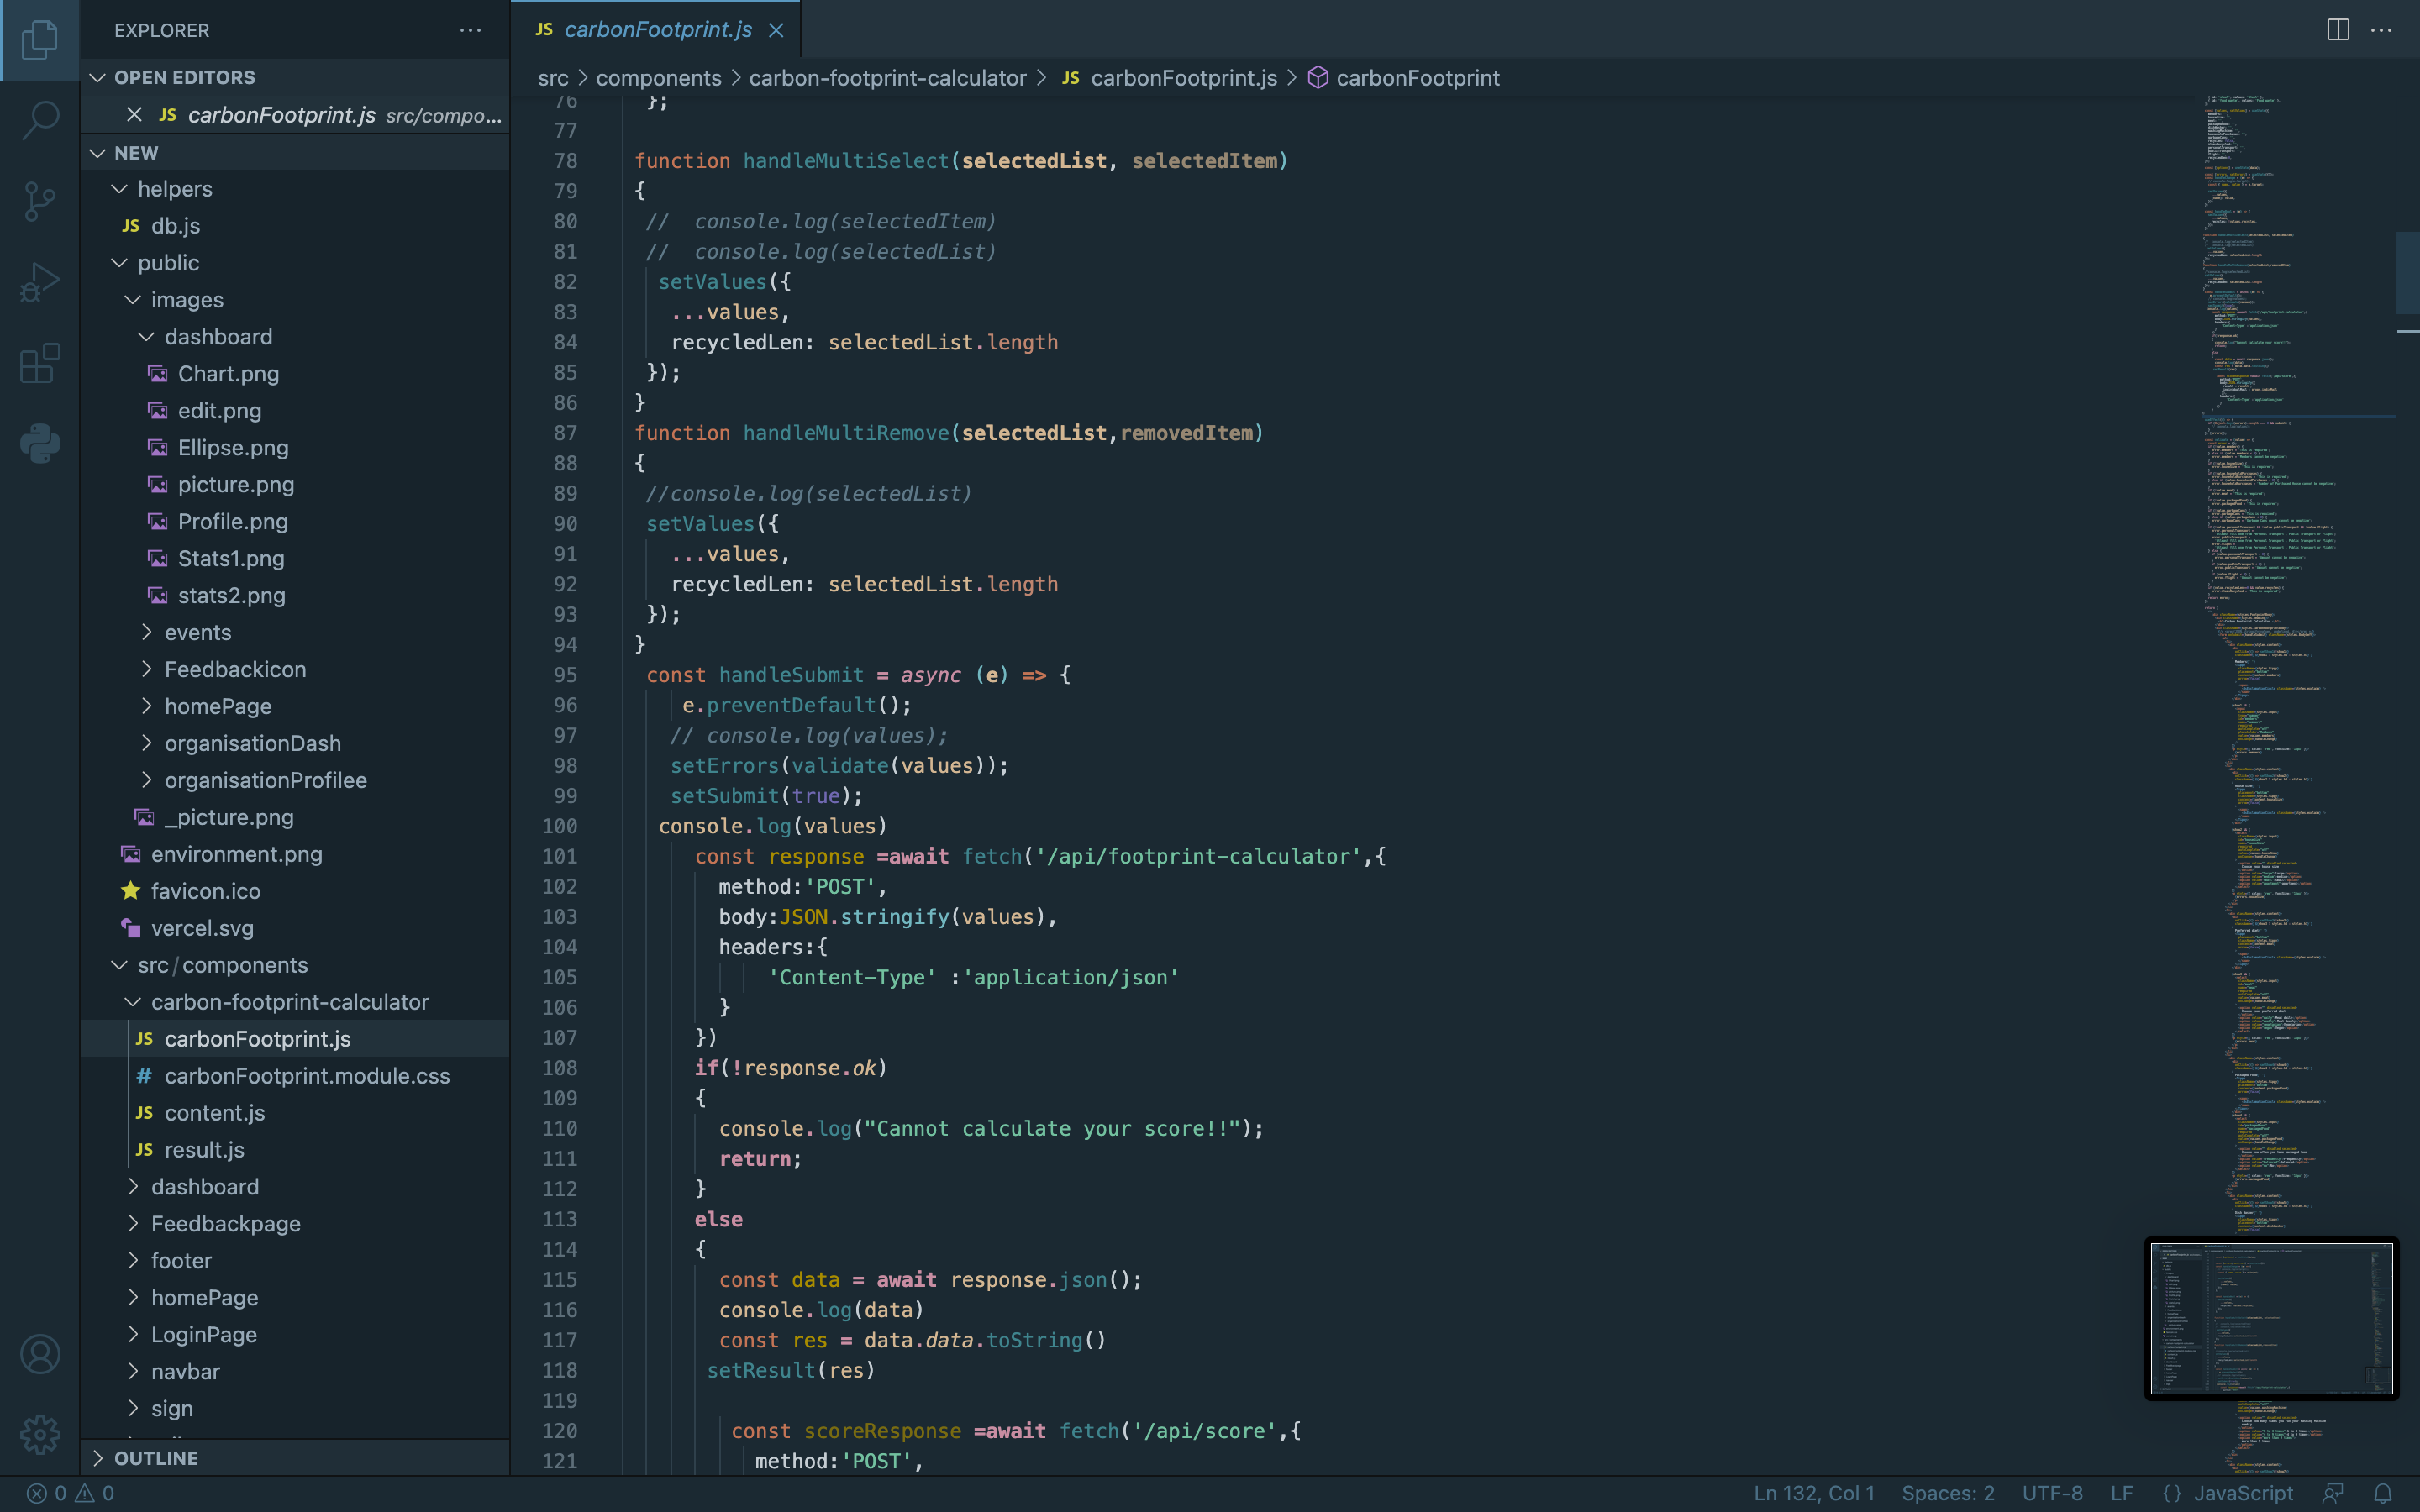 EXPLORER
OPEN EDITORS
JS carbonFootprint.js src/compo...
NEW
helpers
JS db.js
public
images
dashboard
Chart.png
edit.png
Ellipse.png
picture.png
Profile.png
Stats1.png
stats2.png
events
Feedbackicon
homePage
organisationDash
organisationProfilee
_picture.png
environment.png
favicon.ico
vercel.svg
src/components
carbon-footprint-calculator
JS carbonFootprint.js
# carbonFootprint.module.css
JS content.js
JS result.js
dashboard
Feedbackpage
footer
homePage
LoginPage
navbar
sign
OUTLINE
JS carbonFootprint.js
src > components > carbon-footprint-calculator > JS carbonFootprint.js > carbonFootprint
76 };
77
78 function handleMultiSelect(selectedList, selectedItem)
79 {
80 //  console.log(selectedItem)
81 //  console.log(selectedList)
82 setValues({
83 ...values,
84 recycledLen: selectedList.length
85 });
86 }
87 function handleMultiRemove(selectedList,removedItem)
88 {
89 //console.log(selectedList)
90 setValues({
91 ...values,
92 recycledLen: selectedList.length
93 });
94 }
95 const handleSubmit = async (e) => {
96 e.preventDefault();
97 // console.log(values);
98 setErrors(validate(values));
99 setSubmit(true);
100 console.log(values)
101 const response =await fetch('/api/footprint-calculator',{
102 method:'POST',
103 body:JSON.stringify(values),
104 headers:{
105 'Content-Type' :'application/json'
106 }
107 })
108 if(!response.ok)
109 {
110 console.log("Cannot calculate your score!!");
111 return;
112 }
113 else
114 {
115 const data = await response.json();
116 console.log(data)
117 const res = data.data.toString()
118 setResult(res)
119
120 const scoreResponse =await fetch('/api/score',{
121 method:'POST',
0 0
Ln 132, Col 1 Spaces: 2 UTF-8 LF {} JavaScript